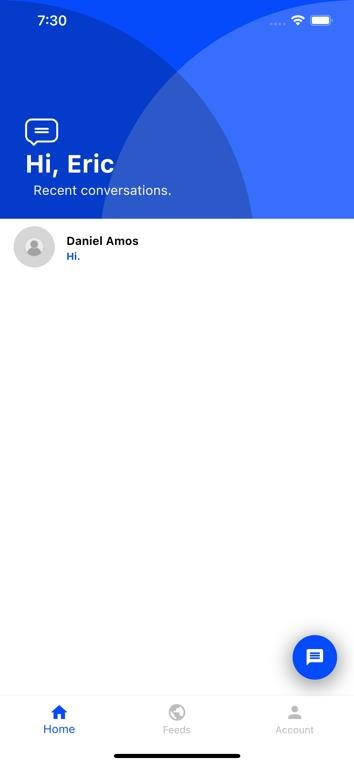 7:30
Hi, Eric
Recent conversations.
Daniel Amos
Hi.
Home
Feeds
Account